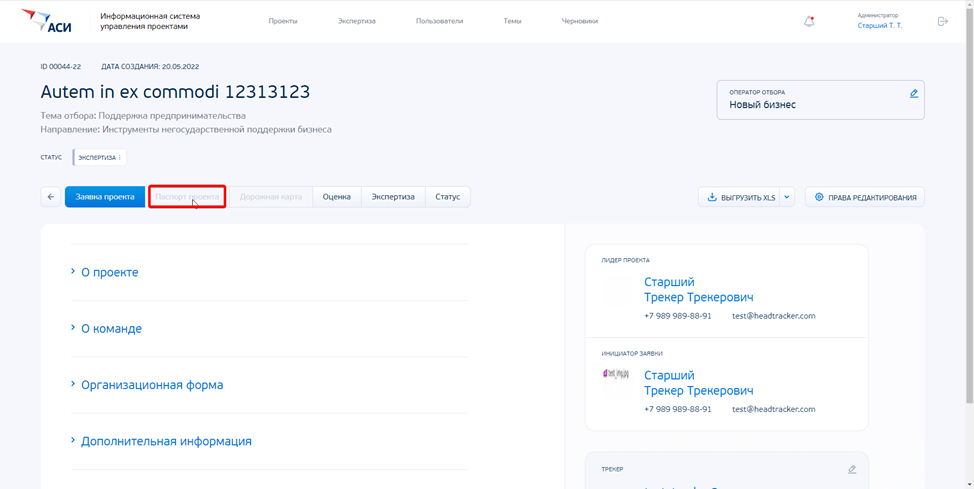 АСИ
Информационная система
управления проектами
Проекты
Экспертиза
Пользователи
Темы
Черновики
Администратор
Старший Т. Т.
ID 00044-22
ДАТА СОЗДАНИЯ: 20.05.2022
Autem in ex commodi 12313123
Тема отбора: Поддержка предпринимательства
Направление: Инструменты негосударственной поддержки бизнеса
ОПЕРАТОР ОТБОРА
Новый бизнес
СТАТУС
ЭКСПЕРТИЗА
Заявка проекта
Паспорт проекта
Дорожная карта
Оценка
Экспертиза
Статус
ВЫГРУЗИТЬ XLS
ПРАВА РЕДАКТИРОВАНИЯ
О проекте
О команде
Организационная форма
Дополнительная информация
ЛИДЕР ПРОЕКТА
Старший
Трекер Трекерович
+7 989 989-88-91
test@headtracker.com
ИНИЦИАТОР ЗАЯВКИ
Старший
Трекер Трекерович
+7 989 989-88-91
test@headtracker.com
ТРЕКЕР